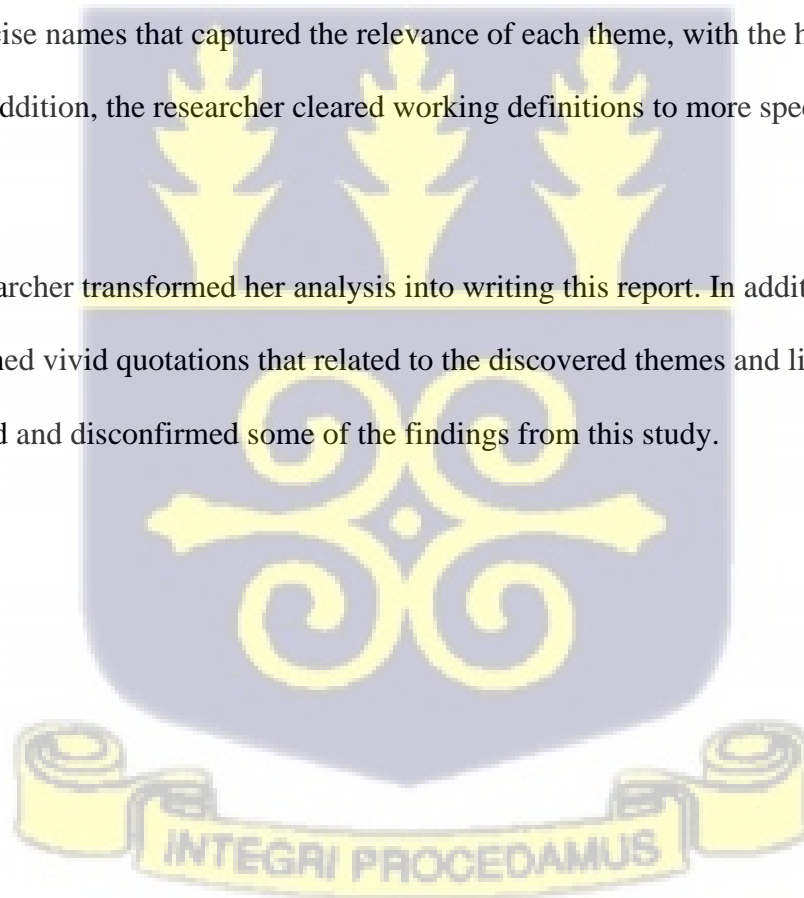 cise names that captured the relevance of each theme, with the h
ddition, the researcher cleared working definitions to more spec
archer transformed her analysis into writing this report. In addit
ned vivid quotations that related to the discovered themes and li
d and disconfirmed some of the findings from this study.
INTEGRI PROCEDAMUS